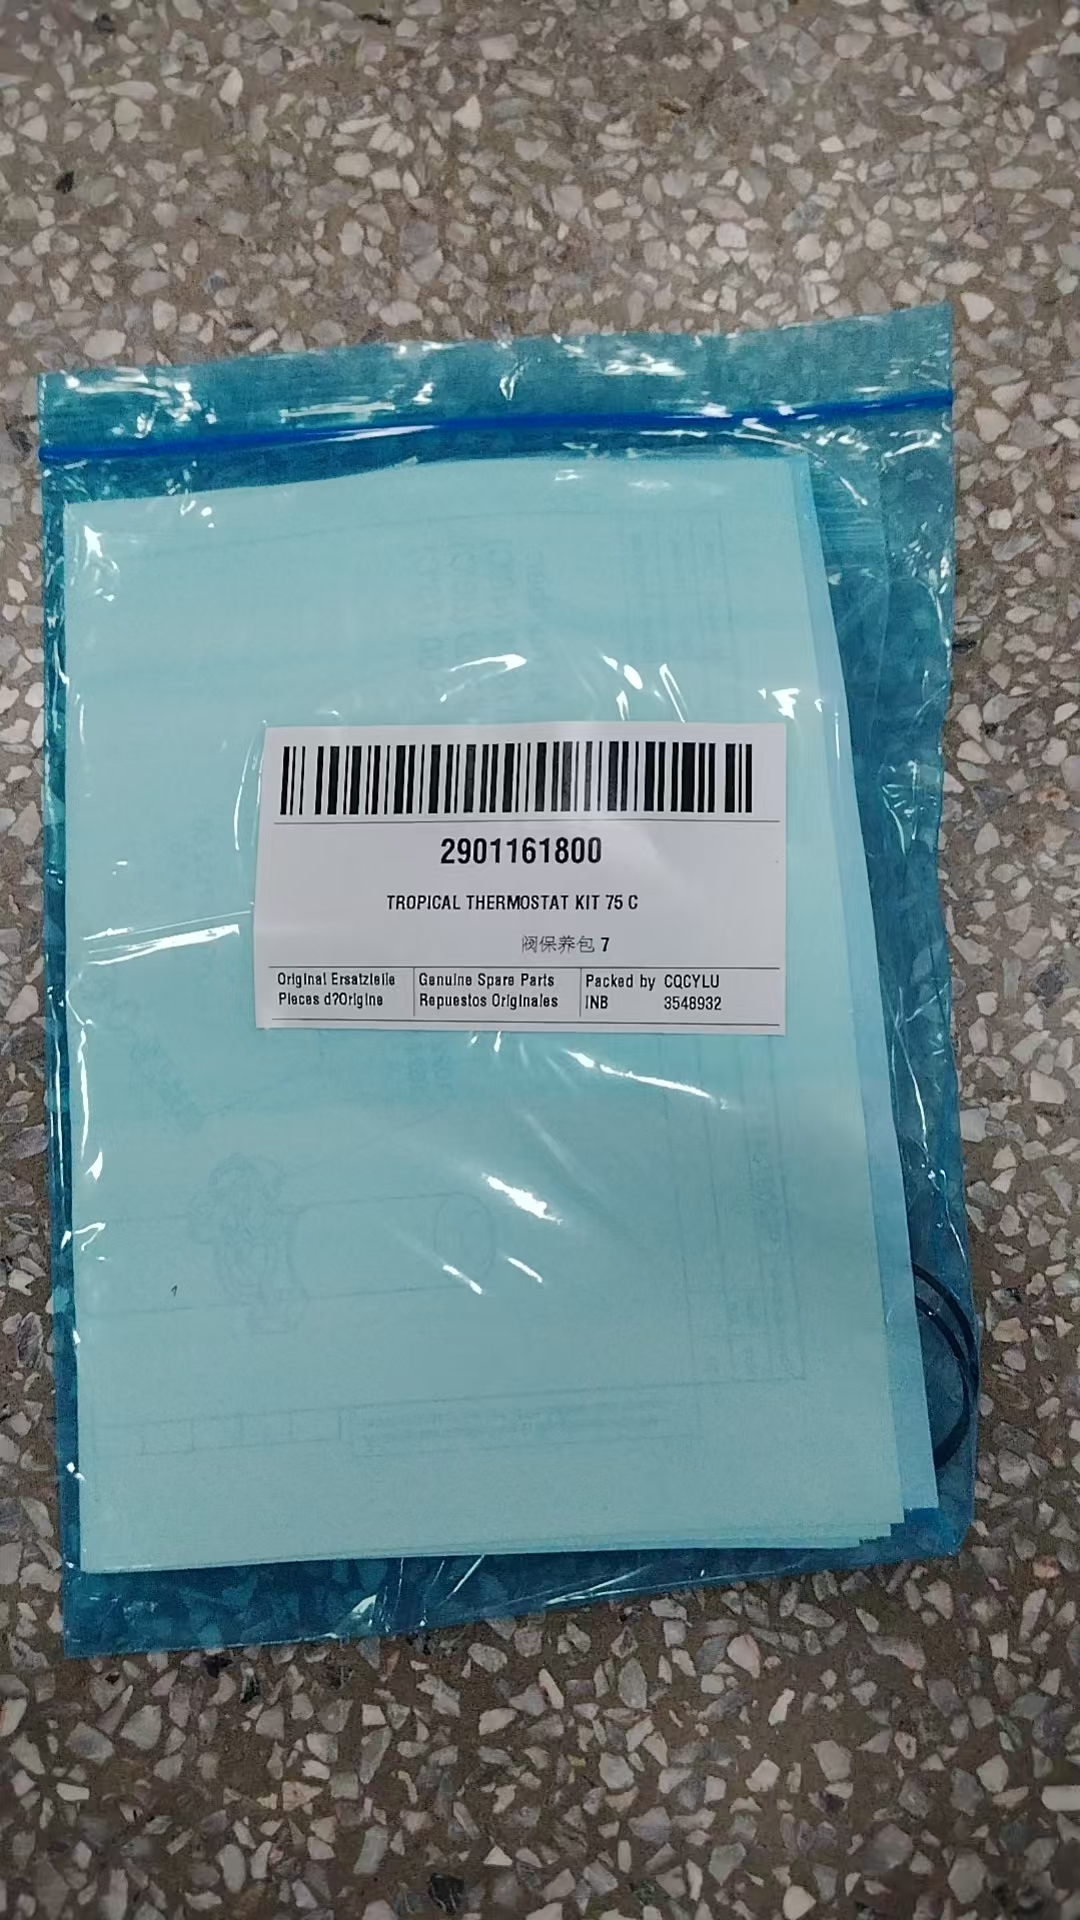 2901161800
TROPICAL THERMOSTAT KIT 75 C
阀保养包 7
Original Ersatzleile
Pieces d?Origine
Genuine Spare Parts
Repuestos Originales
Packed by CQCYLU
INB 3548932